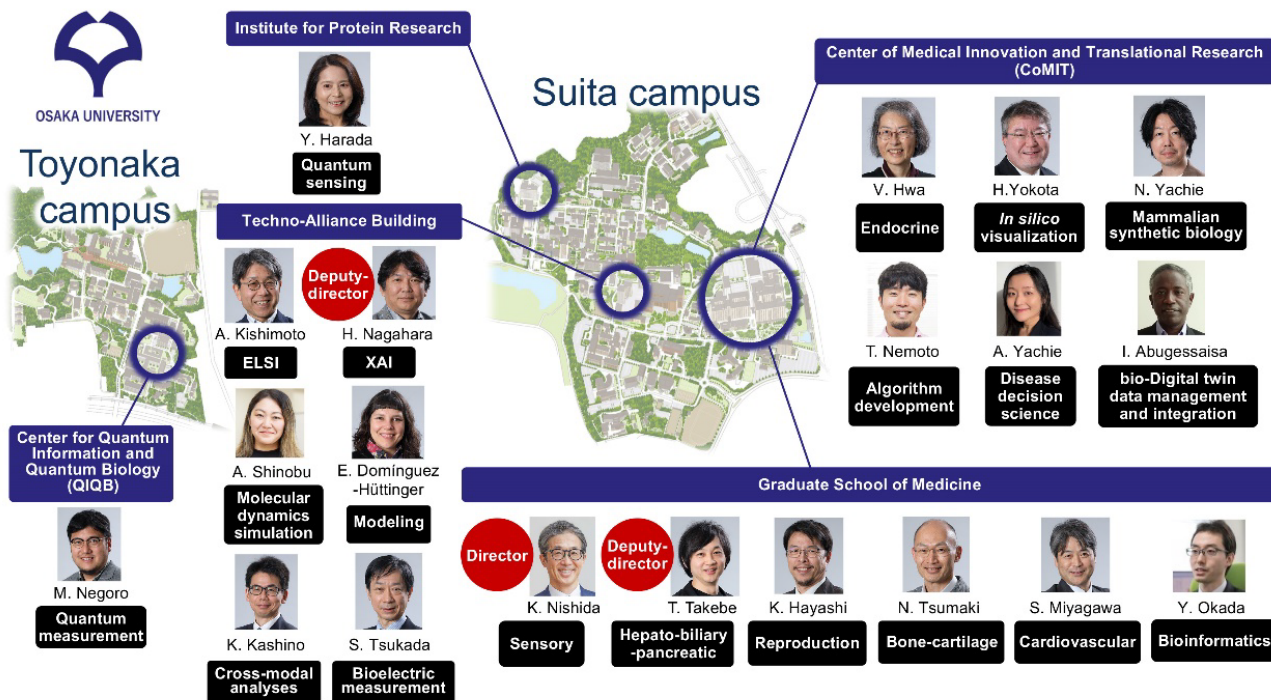 OSAKA UNIVERSITY
Toyonaka
campus
Institute for Protein Research
Y. Harada
Quantum
sensing
Suita campus
Center of Medical Innovation and Translational Research
(CoMIT)
V. Hwa
Endocrine
H.Yokota
In silico
visualization
N. Yachie
Mammalian
synthetic biology
T. Nemoto
Algorithm
development
A. Yachie
Disease
decision
science
I. Abugessaisa
bio-Digital twin
data management
and integration
Techno-Alliance Building
A. Kishimoto
ELSI
Deputy-
director
H. Nagahara
XAI
A. Shinobu
Molecular
dynamics
simulation
E. Domínguez
-Hüttinger
Modeling
K. Kashino
Cross-modal
analyses
S. Tsukada
Bioelectric
measurement
Center for Quantum
Information and
Quantum Biology
(QIQB)
M. Negoro
Quantum
measurement
Graduate School of Medicine
Director
K. Nishida
Sensory
Deputy-
director
T. Takebe
Hepato-biliary
-pancreatic
K. Hayashi
Reproduction
N. Tsumaki
Bone-cartilage
S. Miyagawa
Cardiovascular
Y. Okada
Bioinformatics